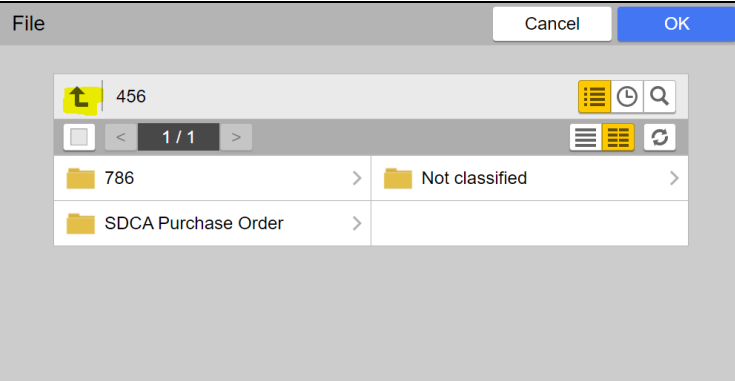 File Cancel OK
456
< 1 / 1 >
786 > Not classified >
SDCA Purchase Order >